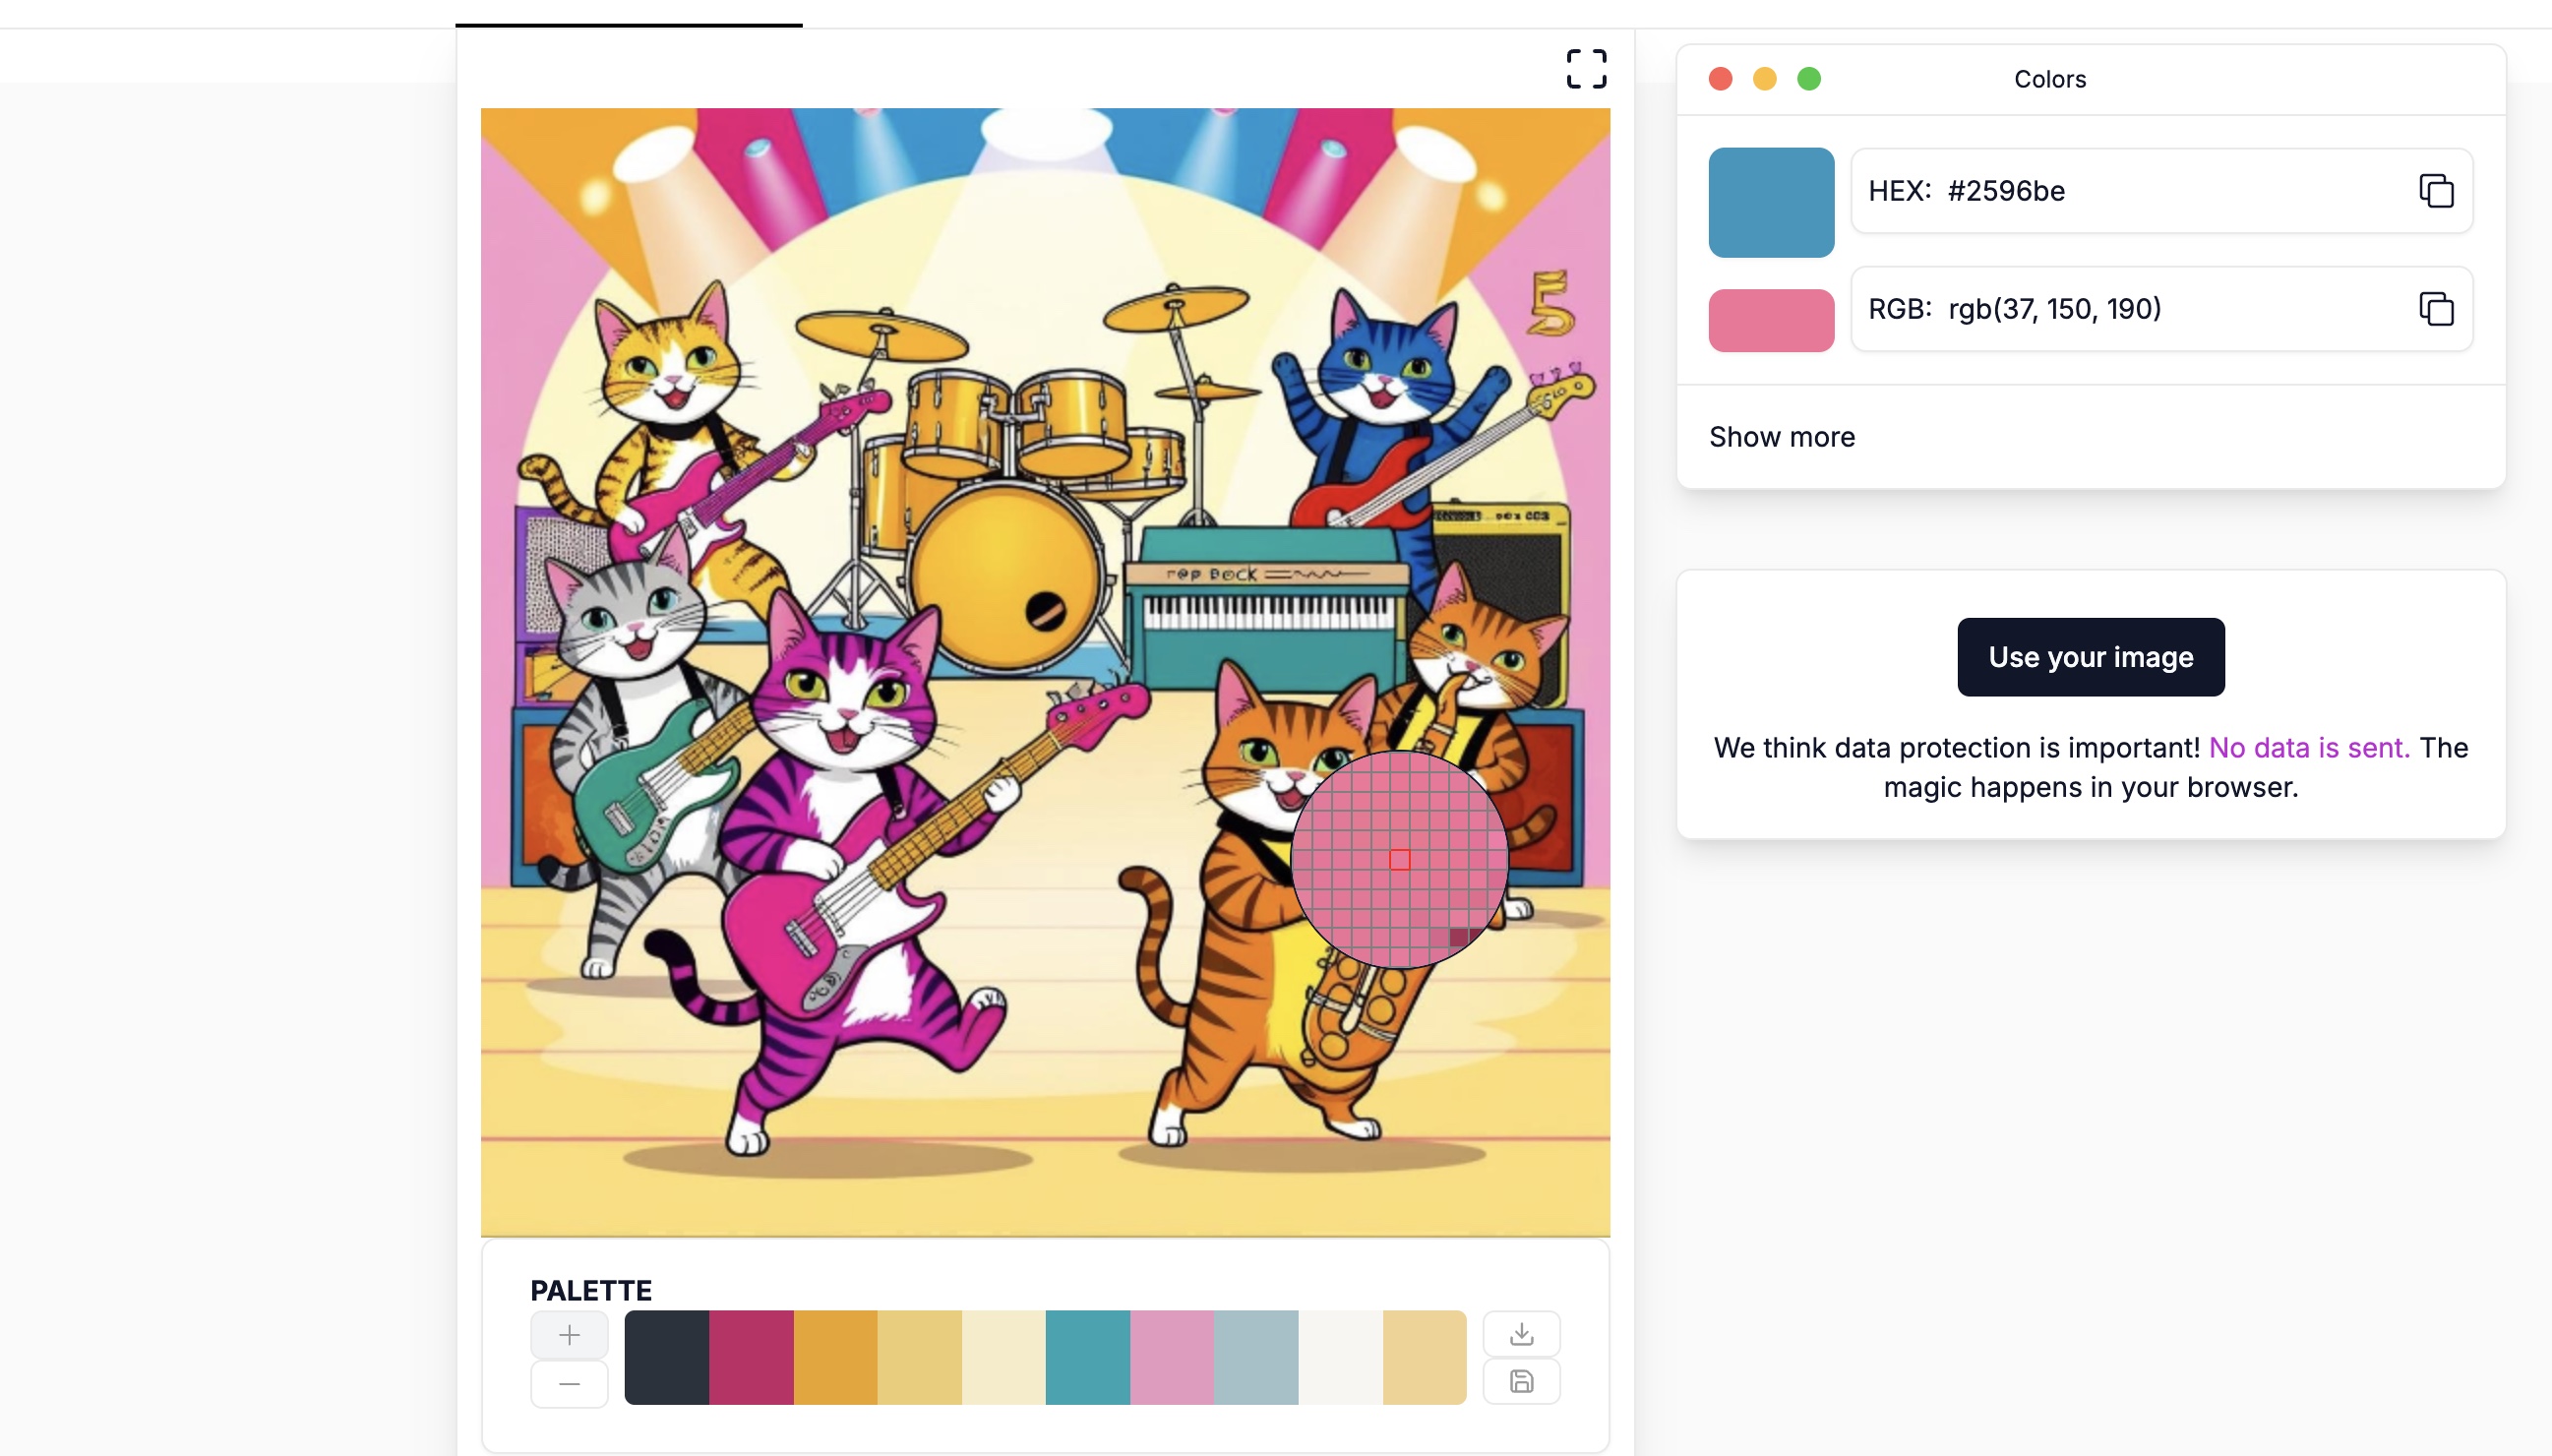 Colors
HEX: #2596be
RGB: rgb(37, 150, 190)
Show more
5
Use your image
We think data protection is important! No data is sent. The
magic happens in your browser.
PALETTE